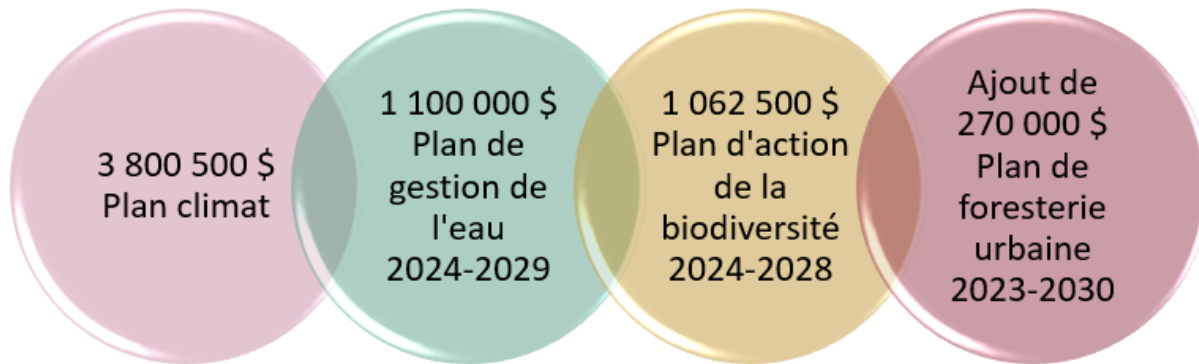 3 800 500 $
Plan climat
1 100 000 $
Plan de
gestion de
l'eau
2024-2029
1 062 500 $
Plan d'action
de la
biodiversité
2024-2028
Ajout de
270 000 $
Plan de
foresterie
urbaine
2023-2030